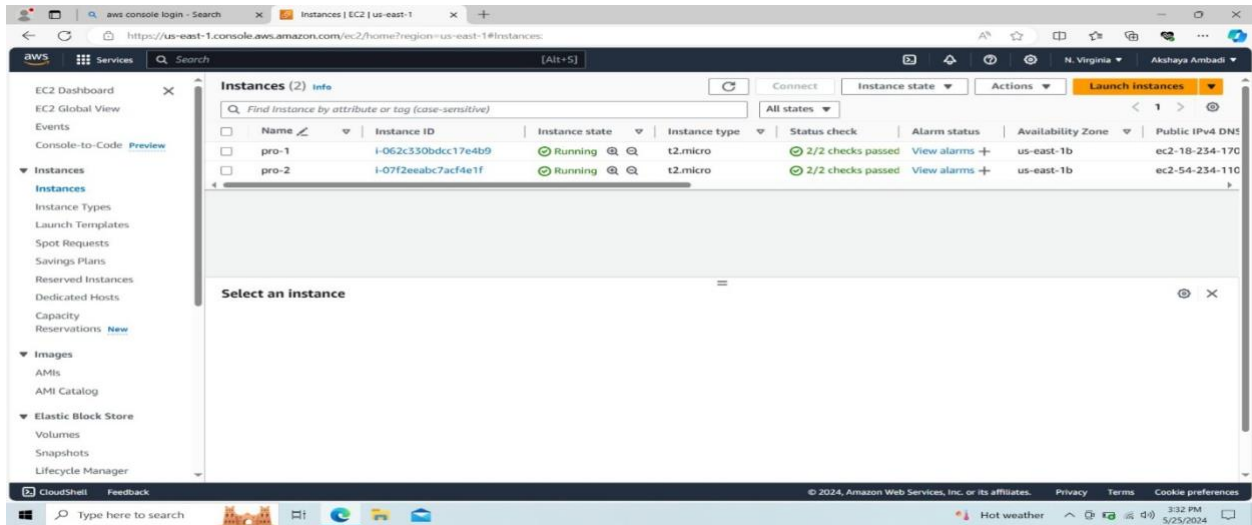 aws console login - Search
Instances | EC2 | us-east-1
https://us-east-1.console.aws.amazon.com/ec2/home?region=us-east-1#Instances:
aws Services Search [Alt+S] N. Virginia Akshaya Ambadi
EC2 Dashboard
EC2 Global View
Events
Console-to-Code Preview
Instances
Instances
Instance Types
Launch Templates
Spot Requests
Savings Plans
Reserved Instances
Dedicated Hosts
Capacity
Reservations New
Images
AMIs
AMI Catalog
Elastic Block Store
Volumes
Snapshots
Lifecycle Manager
Instances (2) Info Connect Instance state Actions Launch instances
Find Instance by attribute or tag (case-sensitive) All states 1
Name Instance ID Instance state Instance type Status check Alarm status Availability Zone Public IPv4 DNS
pro-1 i-062c330bdcc17e4b9 Running t2.micro 2/2 checks passed View alarms + us-east-1b ec2-18-234-170
pro-2 i-07f2eeabc7acf4e1f Running t2.micro 2/2 checks passed View alarms + us-east-1b ec2-54-234-110
Select an instance
CloudShell Feedback © 2024, Amazon Web Services, Inc. or its affiliates. Privacy Terms Cookie preferences
Type here to search Hot weather 3:32 PM
5/25/2024